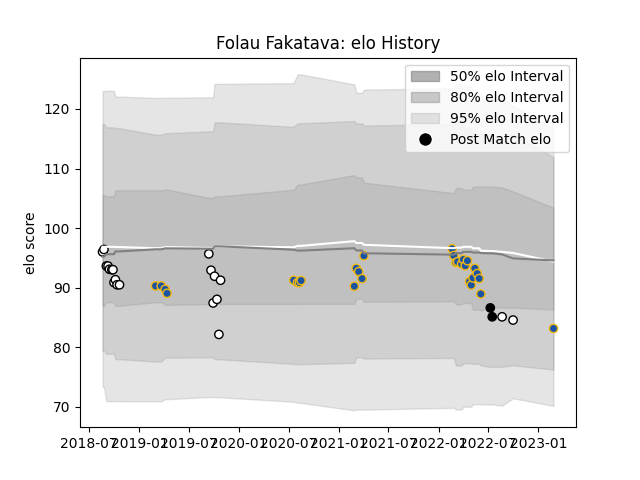 Folau Fakatava: elo History
50% elo Interval
80% elo Interval
95% elo Interval
Post Match elo
elo score
120
110
100
90
80
70
2018-07 2019-01 2019-07 2020-01 2020-07 2021-01 2021-07 2022-01 2022-07 2023-01